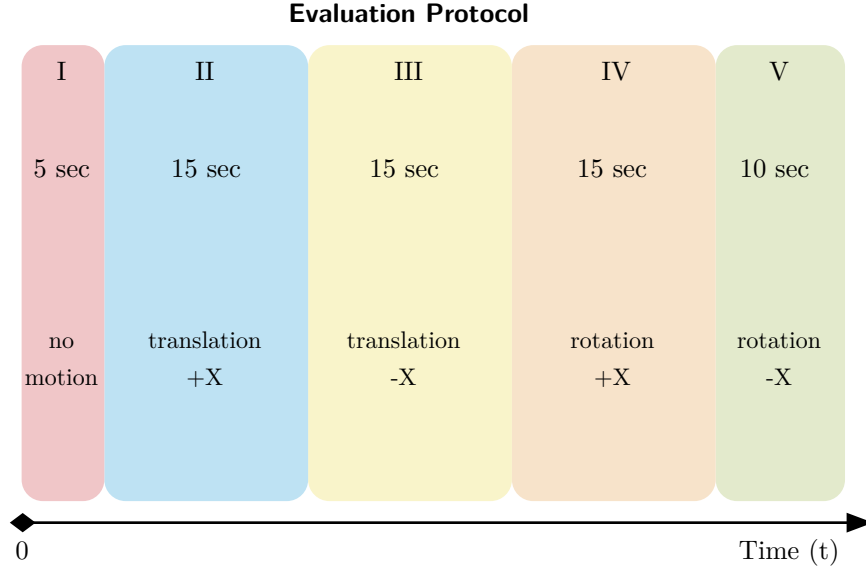 Evaluation Protocol
I II III IV V
5 sec 15 sec 15 sec 15 sec 10 sec
no translation translation rotation rotation
motion +X -X +X -X
0 Time (t)